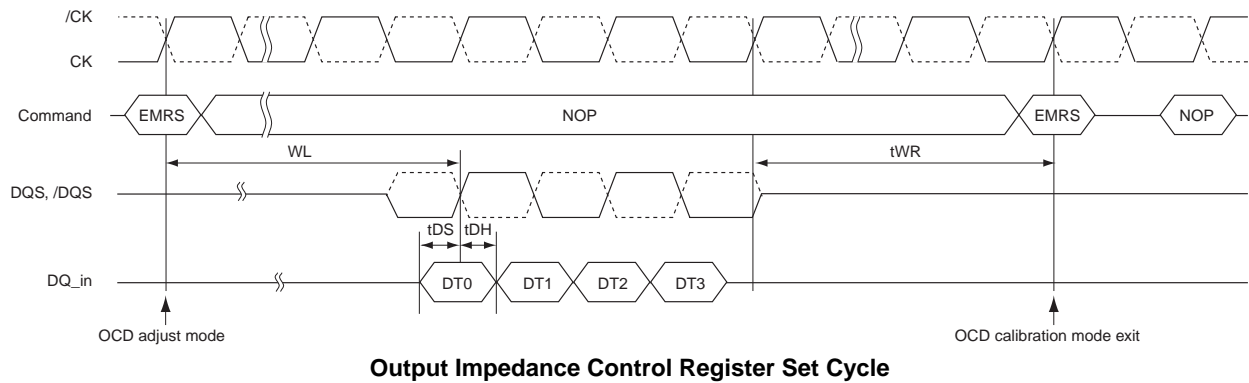 /CK
CK
Command
EMRS
NOP
EMRS
NOP
WL
tWR
DQS, /DQS
tDS
tDH
DQ_in
DT0
DT1
DT2
DT3
OCD adjust mode
OCD calibration mode exit
Output Impedance Control Register Set Cycle